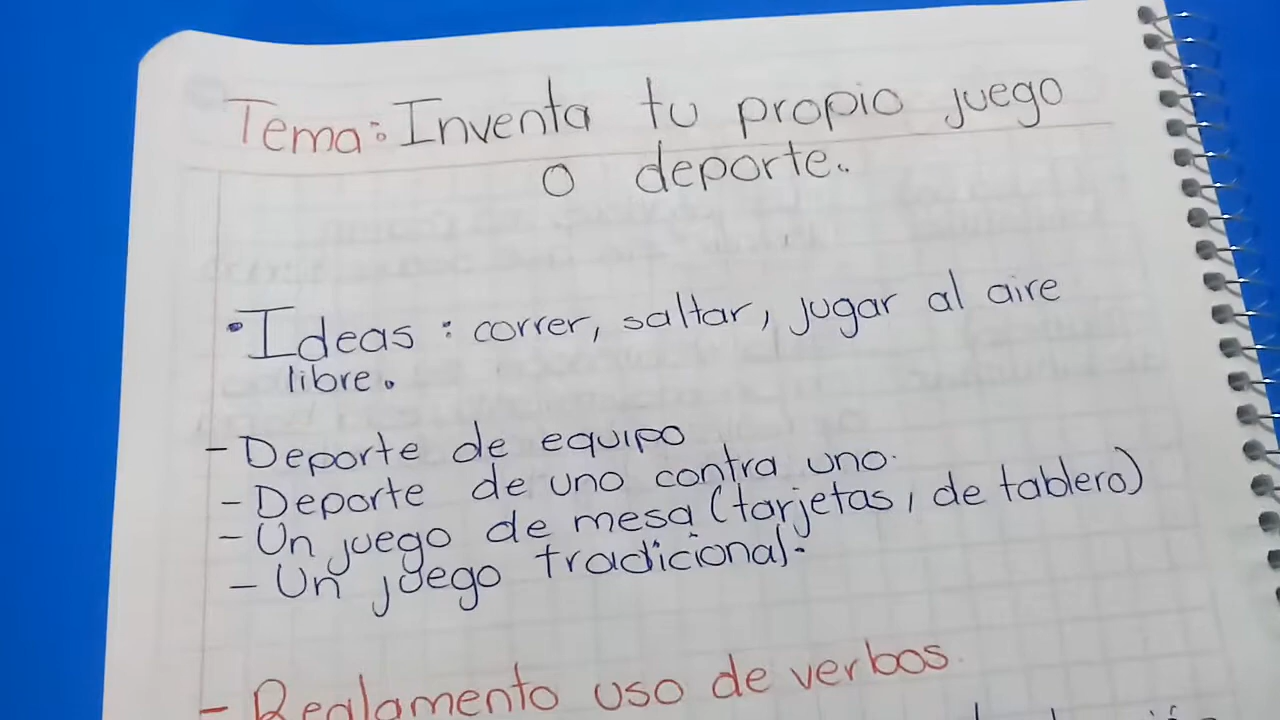 Tema: Inventa tu propio juego
o deporte.
• Ideas: correr, saltar, jugar al aire
libre.
- Deporte de equipo
- Deporte de uno contra uno.
- Un juego de mesa (tarjetas, de tablero)
- Un juego tradicional.
- Reglamento uso de verbos.